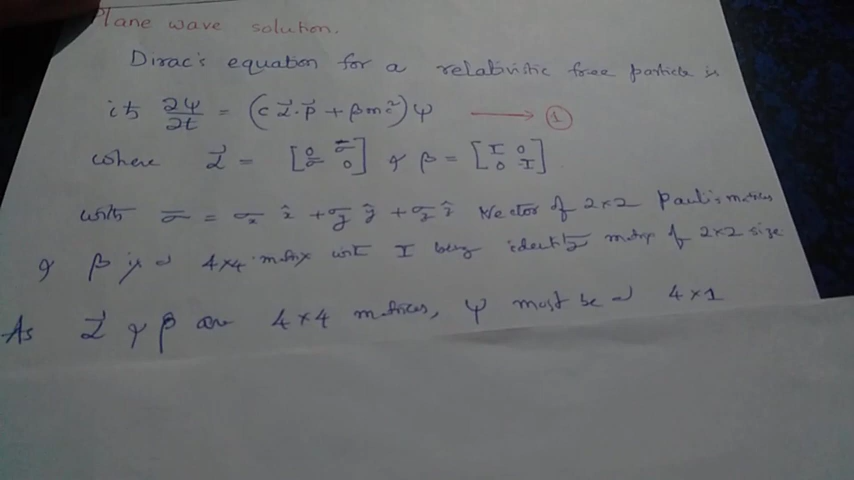 Plane wave solution.
Dirac's equation for a relativistic free particle is
iħ ∂ψ/∂t = (c α⃗.p⃗ + βmc²)ψ ⟶ ①
where α⃗ = [0 σ̄ σ̄ 0] & β = [I 0 0 I]
with σ̄ = σx x̂ + σy ŷ + σz ẑ Vector of 2×2 Pauli's matrices
& β is a 4×4 matrix with I being identity matrix of 2×2 size
As α⃗ & β are 4×4 matrices, ψ must be a 4×1